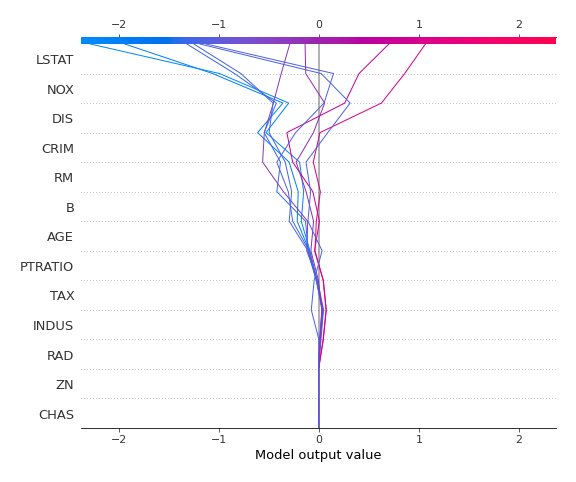 −2 −1 0 1 2
LSTAT
NOX
DIS
CRIM
RM
B
AGE
PTRATIO
TAX
INDUS
RAD
ZN
CHAS
−2 −1 0 1 2
Model output value